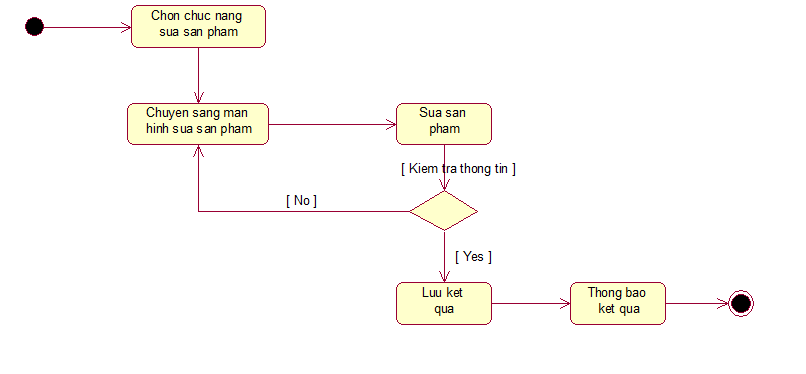 Chon chuc nang
sua san pham
Chuyen sang man
hinh sua san pham
Sua san
pham
[ Kiem tra thong tin ]
[ No ]
[ Yes ]
Luu ket
qua
Thong bao
ket qua